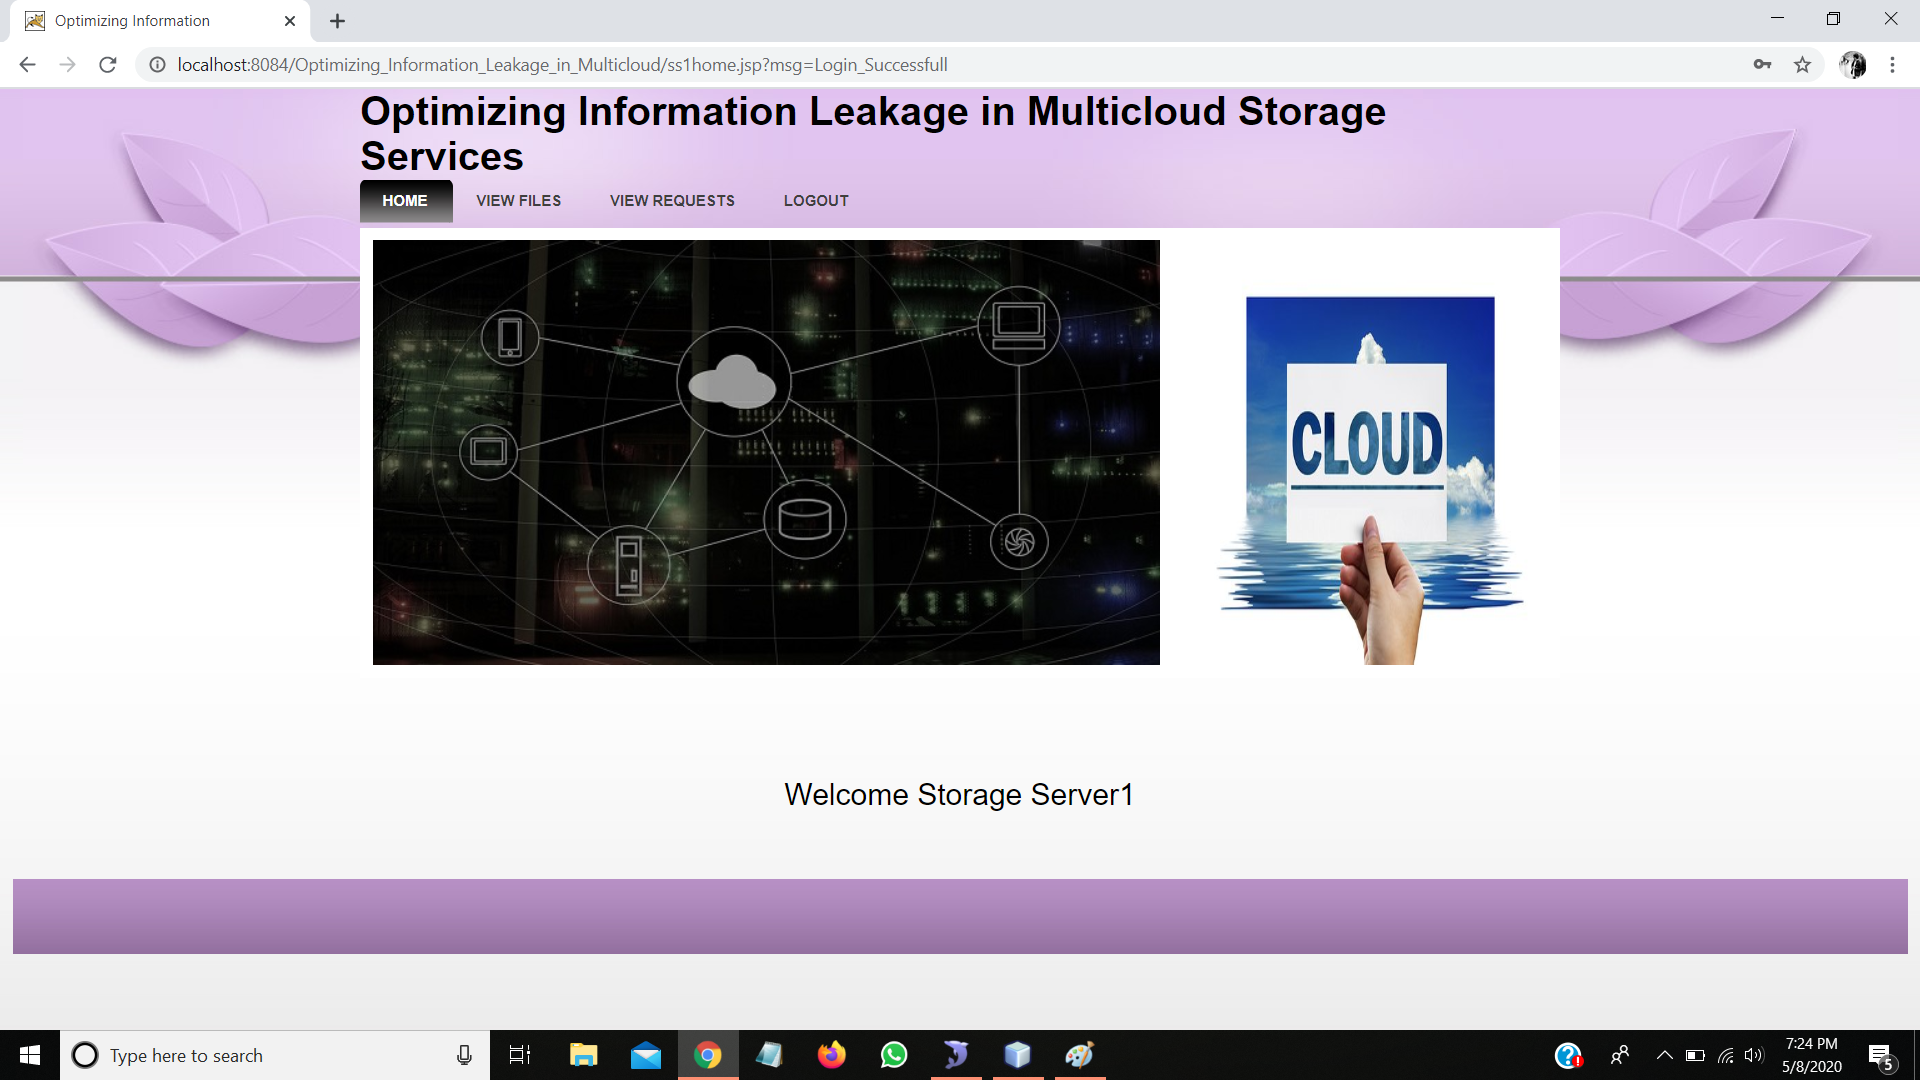 Optimizing Information
localhost:8084/Optimizing_Information_Leakage_in_Multicloud/ss1home.jsp?msg=Login_Successfull
Optimizing Information Leakage in Multicloud Storage
Services
HOME VIEW FILES VIEW REQUESTS LOGOUT
CLOUD
Welcome Storage Server1
Type here to search
7:24 PM
5/8/2020
5